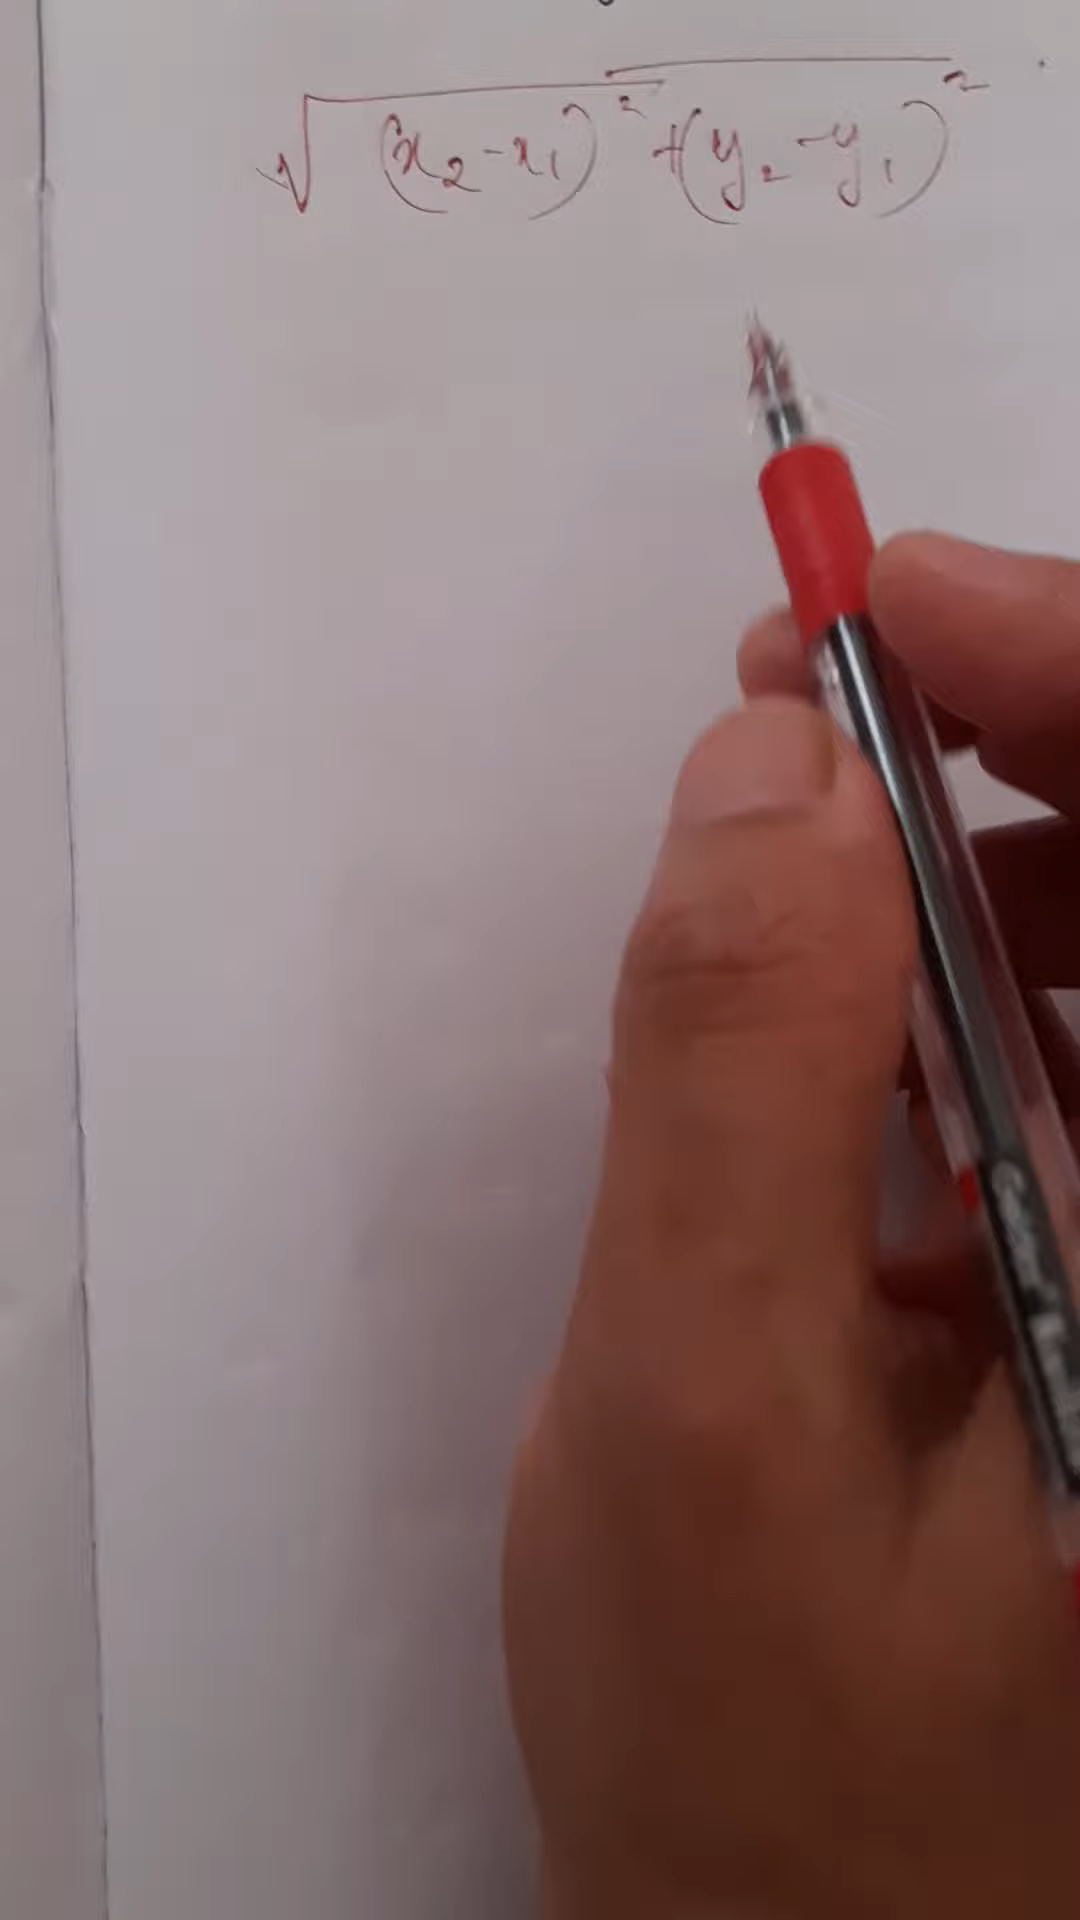 √(x₂-x₁)² + (y₂-y₁)²